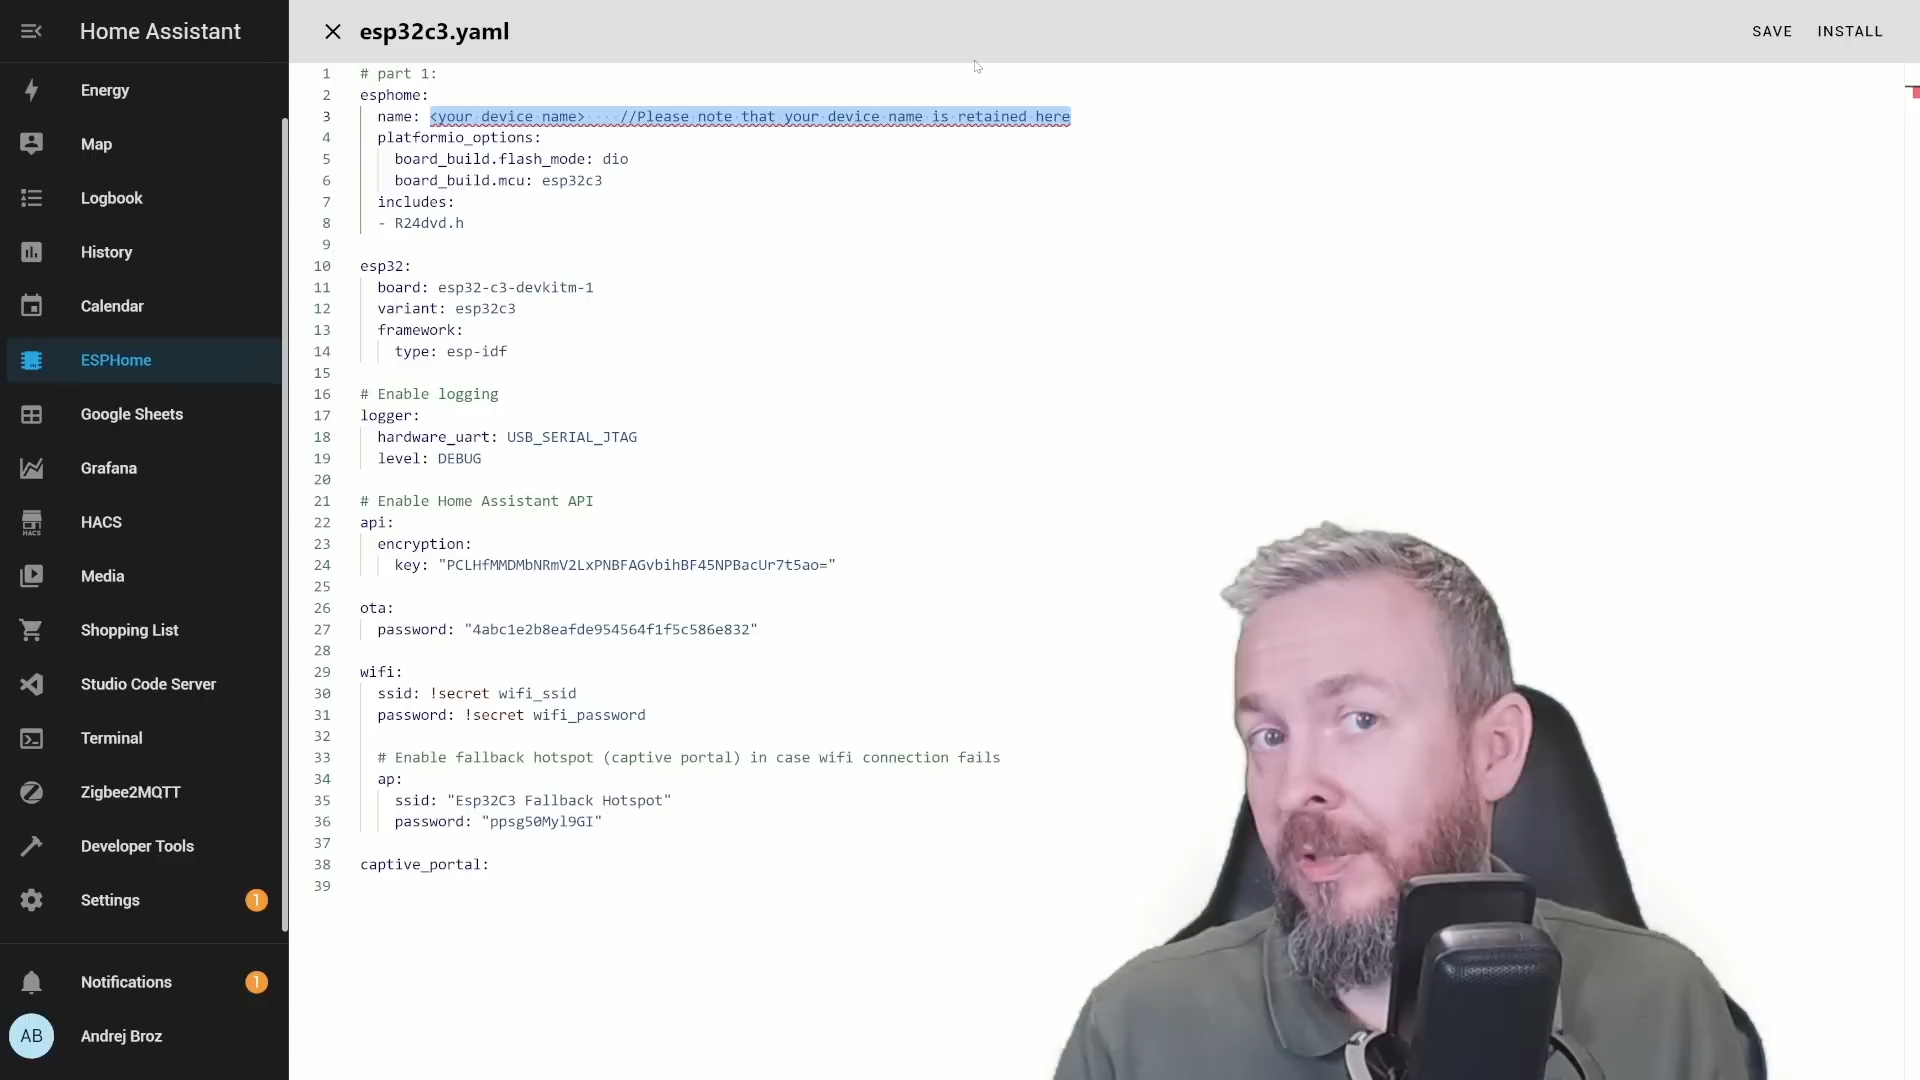 Home Assistant
Energy
Map
Logbook
History
Calendar
ESPHome
Google Sheets
Grafana
HACS
HACS
Media
Shopping List
Studio Code Server
Terminal
Zigbee2MQTT
Developer Tools
Settings 1
Notifications 1
AB Andrej Broz
esp32c3.yaml
SAVE INSTALL
1 # part 1:
2 esphome:
3 name: <your device name> //Please note that your device name is retained here
4 platformio_options:
5 board_build.flash_mode: dio
6 board_build.mcu: esp32c3
7 includes:
8 - R24dvd.h
9
10 esp32:
11 board: esp32-c3-devkitm-1
12 variant: esp32c3
13 framework:
14 type: esp-idf
15
16 # Enable logging
17 logger:
18 hardware_uart: USB_SERIAL_JTAG
19 level: DEBUG
20
21 # Enable Home Assistant API
22 api:
23 encryption:
24 key: "PCLHfMMDMbNRmV2LxPNBFAGvbihBF45NPBacUr7t5ao="
25
26 ota:
27 password: "4abc1e2b8eafde954564f1f5c586e832"
28
29 wifi:
30 ssid: !secret wifi_ssid
31 password: !secret wifi_password
32
33 # Enable fallback hotspot (captive portal) in case wifi connection fails
34 ap:
35 ssid: "Esp32C3 Fallback Hotspot"
36 password: "ppsg50Myl9GI"
37
38 captive_portal:
39